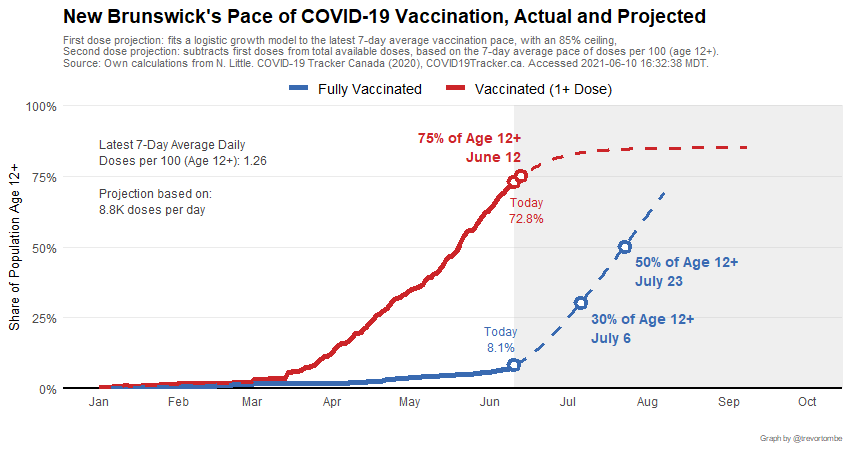 New Brunswick's Pace of COVID-19 Vaccination, Actual and Projected
First dose projection: fits a logistic growth model to the latest 7-day average vaccination pace, with an 85% ceiling,
Second dose projection: subtracts first doses from total available doses, based on the 7-day average pace of doses per 100 (age 12+).
Source: Own calculations from N. Little. COVID-19 Tracker Canada (2020), COVID19Tracker.ca. Accessed 2021-06-10 16:32:38 MDT.
Fully Vaccinated
Vaccinated (1+ Dose)
Share of Population Age 12+
100%
75%
50%
25%
0%
Latest 7-Day Average Daily
Doses per 100 (Age 12+): 1.26
Projection based on:
8.8K doses per day
75% of Age 12+
June 12
Today
72.8%
50% of Age 12+
July 23
30% of Age 12+
July 6
Today
8.1%
Jan
Feb
Mar
Apr
May
Jun
Jul
Aug
Sep
Oct
Graph by @trevortombe